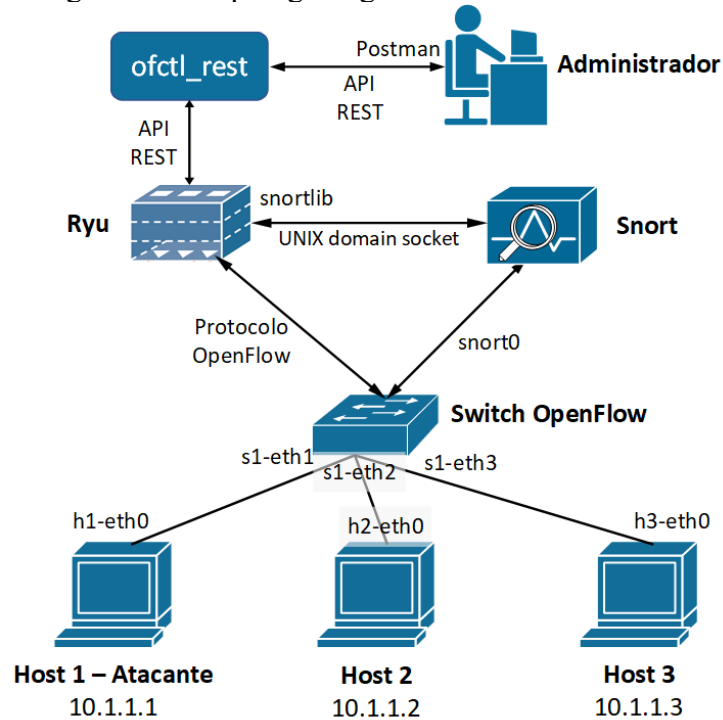 ofctl_rest
Postman
API
REST
Administrador
API
REST
Ryu
snortlib
UNIX domain socket
Snort
Protocolo
OpenFlow
snort0
Switch OpenFlow
s1-eth1
s1-eth2
s1-eth3
h1-eth0
h2-eth0
h3-eth0
Host 1 – Atacante
10.1.1.1
Host 2
10.1.1.2
Host 3
10.1.1.3